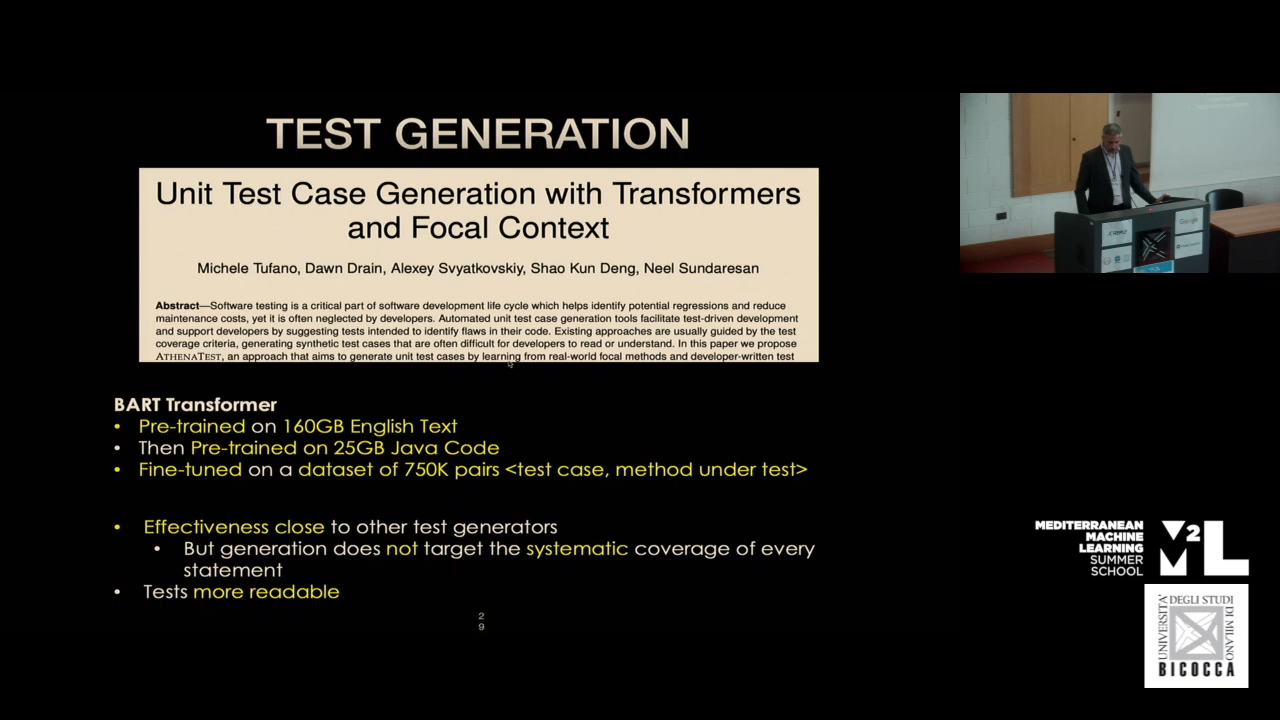 TEST GENERATION
Unit Test Case Generation with Transformers
and Focal Context
Michele Tufano, Dawn Drain, Alexey Svyatkovskiy, Shao Kun Deng, Neel Sundaresan
Abstract—Software testing is a critical part of software development life cycle which helps identify potential regressions and reduce
maintenance costs, yet it is often neglected by developers. Automated unit test case generation tools facilitate test-driven development
and support developers by suggesting tests intended to identify flaws in their code. Existing approaches are usually guided by the test
coverage criteria, generating synthetic test cases that are often difficult for developers to read or understand. In this paper we propose
ATHENATEST, an approach that aims to generate unit test cases by learning from real-world focal methods and developer-written test
BART Transformer
• Pre-trained on 160GB English Text
• Then Pre-trained on 25GB Java Code
• Fine-tuned on a dataset of 750K pairs <test case, method under test>
• Effectiveness close to other test generators
• But generation does not target the systematic coverage of every
statement
• Tests more readable
2
9
Google
MEDITERRANEAN
MACHINE
LEARNING
SUMMER
SCHOOL
M2L
UNIVERSITA'
DEGLI STUDI
DI MILANO
BICOCCA